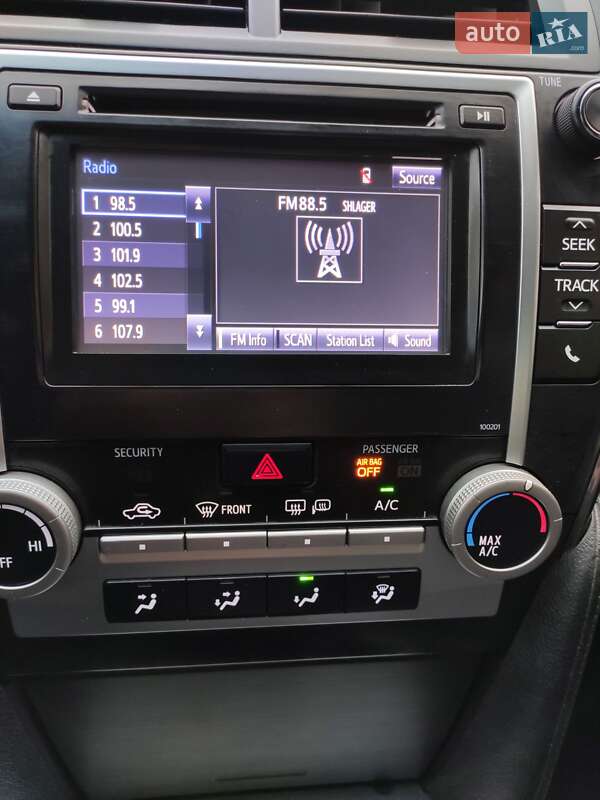 auto RIA.com
TUNE
Radio
Source
1 98.5
2 100.5
3 101.9
4 102.5
5 99.1
6 107.9
FM88.5 SHLAGER
FM Info SCAN Station List Sound
SEEK
TRACK
100201
SECURITY
PASSENGER
AIR BAG
OFF ON
FRONT
A/C
OFF HI
MAX
A/C